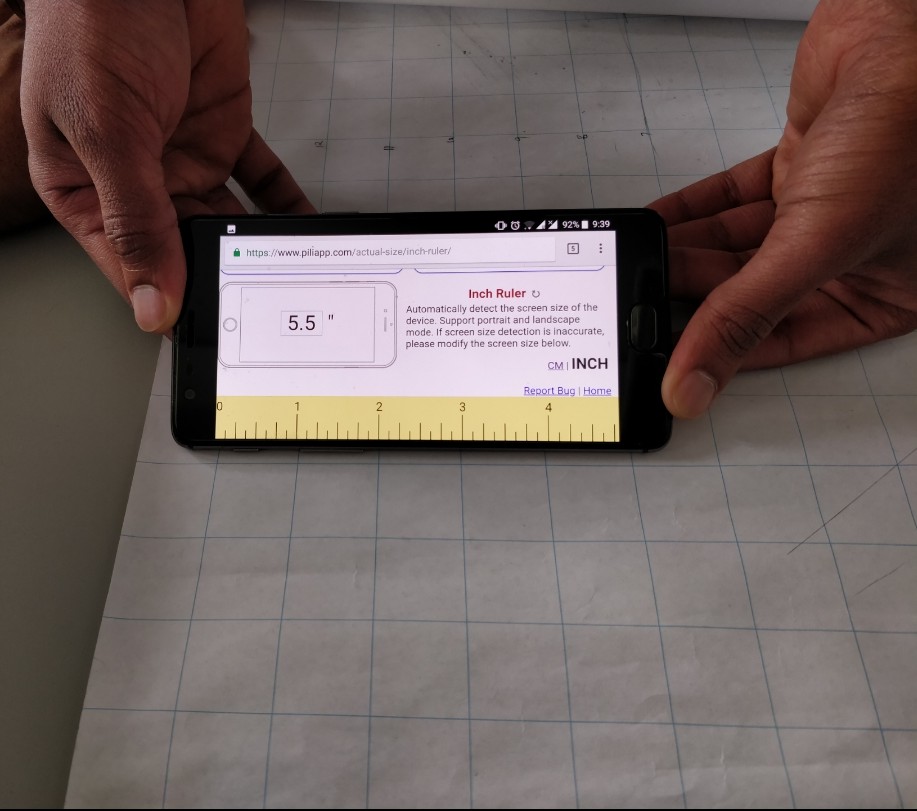 92% 9:39
https://www.piliapp.com/actual-size/inch-ruler/
5
5.5 "
Inch Ruler
Automatically detect the screen size of the
device. Support portrait and landscape
mode. If screen size detection is inaccurate,
please modify the screen size below.
CM | INCH
Report Bug | Home
0 1 2 3 4